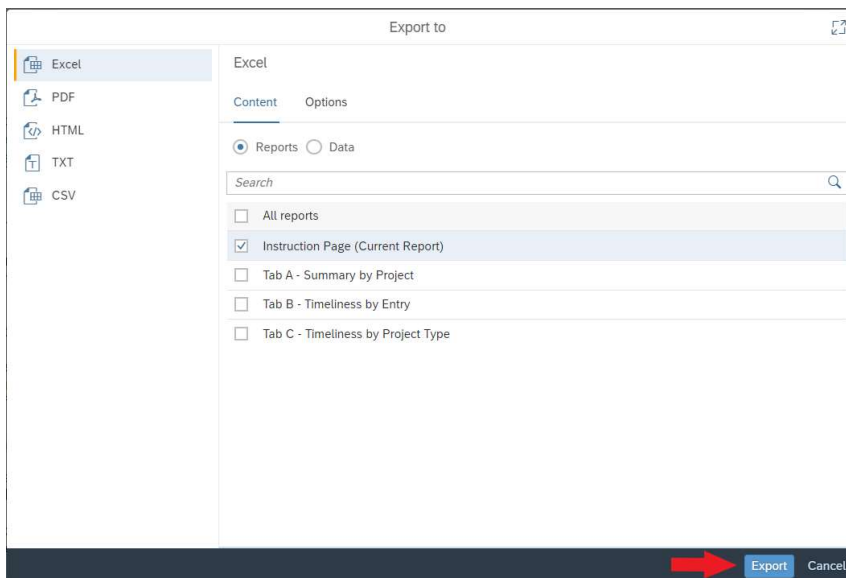 Export to
Excel
PDF
HTML
TXT
CSV
Excel
Content Options
Reports Data
Search
All reports
Instruction Page (Current Report)
Tab A - Summary by Project
Tab B - Timeliness by Entry
Tab C - Timeliness by Project Type
Export Cancel